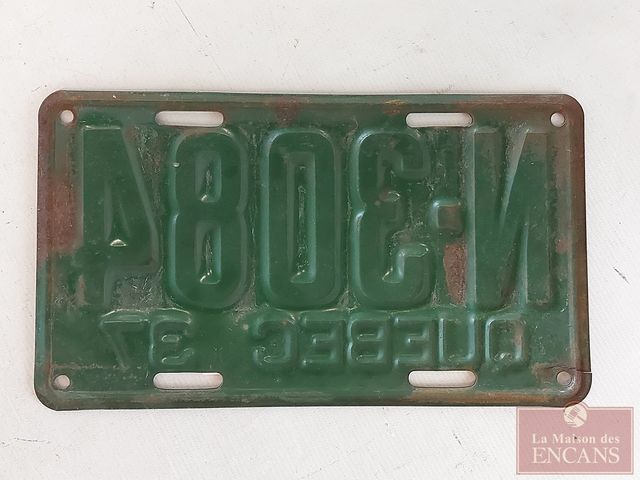 N-3084
QUEBEC 37
La Maison des
ENCANS